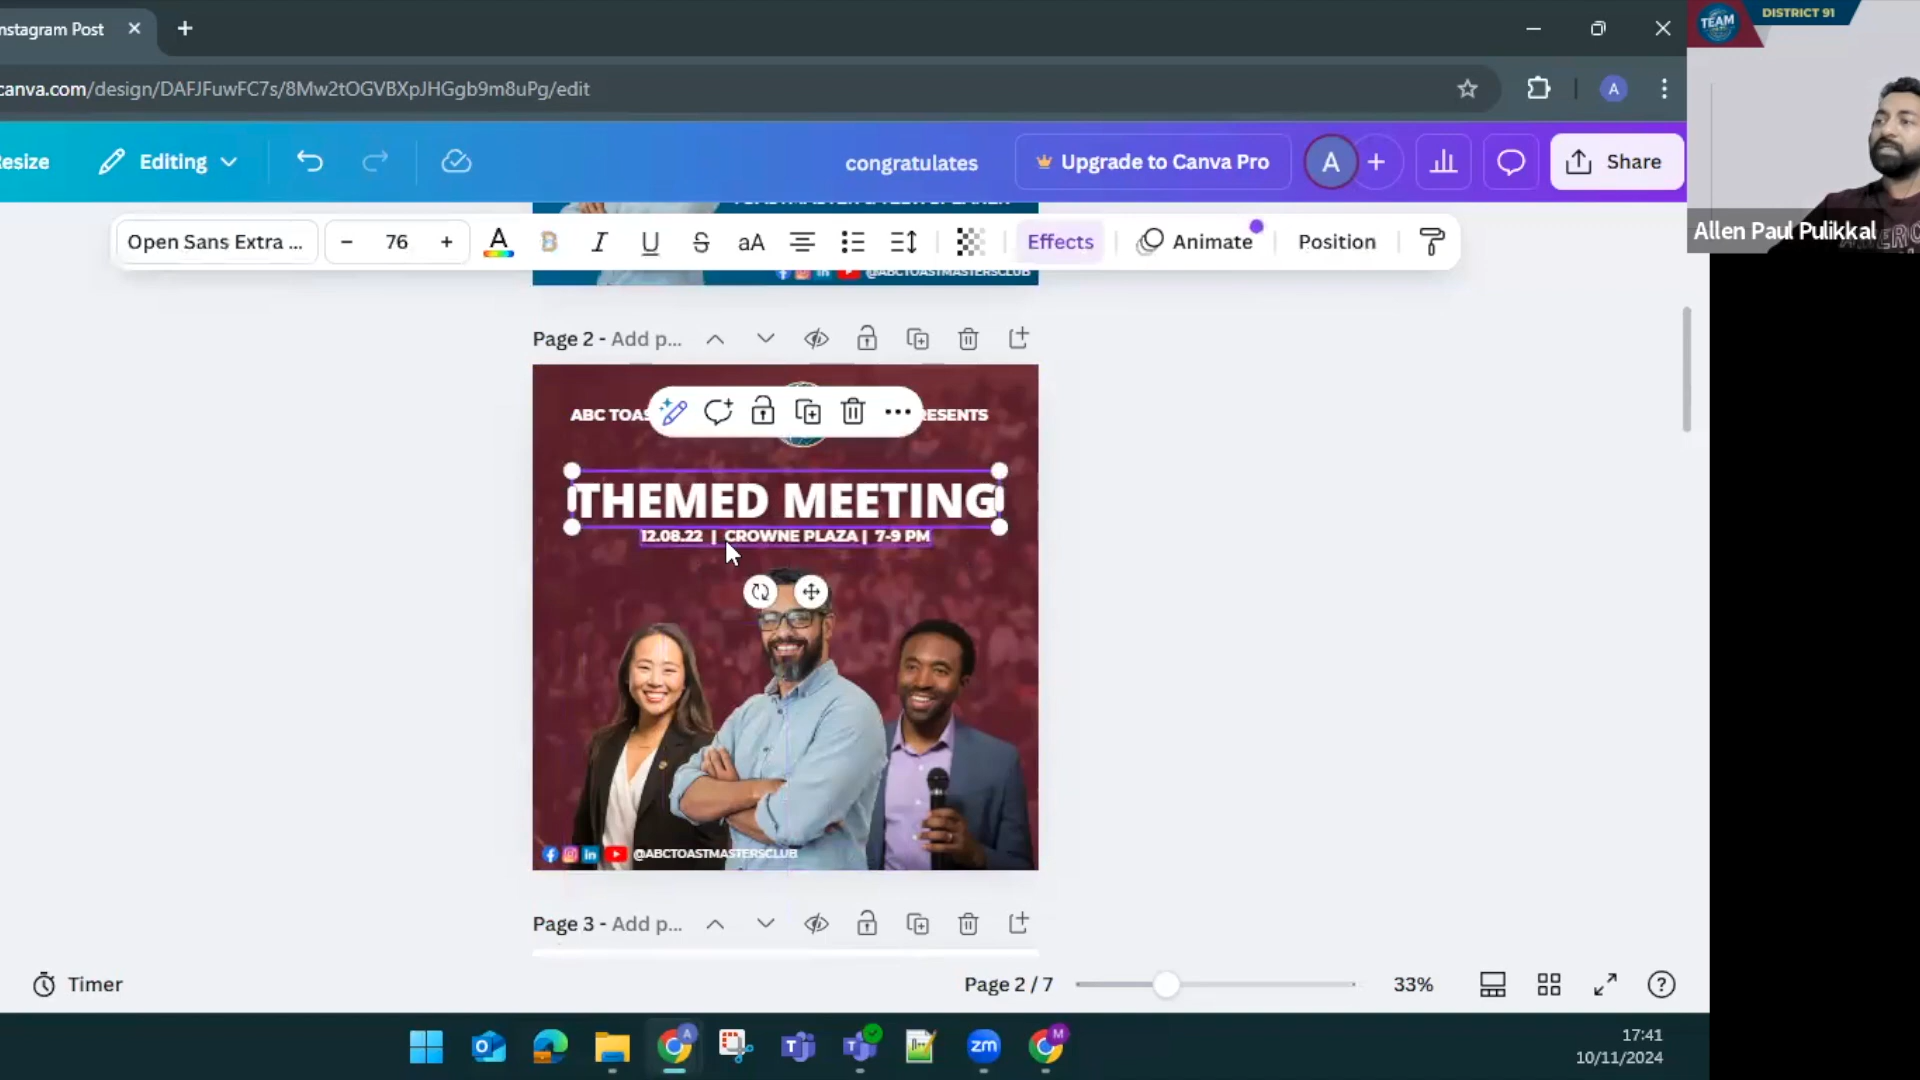 nstagram Post
canva.com/design/DAFJFuwFC7s/8Mw2tOGVBXpJHGgb9m8uPg/edit
A
TEAM
DISTRICT 91
esize
Editing
congratulates
Upgrade to Canva Pro
A
Share
Allen Paul Pulikkal
Open Sans Extra ...
76
A
B
I
U
S
aA
Effects
Animate
Position
@ABCTOASTMASTERSCLUB
Page 2 - Add p...
ABC TOAS
RESENTS
THEMED MEETING
12.08.22 | CROWNE PLAZA | 7-9 PM
@ABCTOASTMASTERSCLUB
Page 3 - Add p...
Timer
Page 2 / 7
33%
17:41
10/11/2024